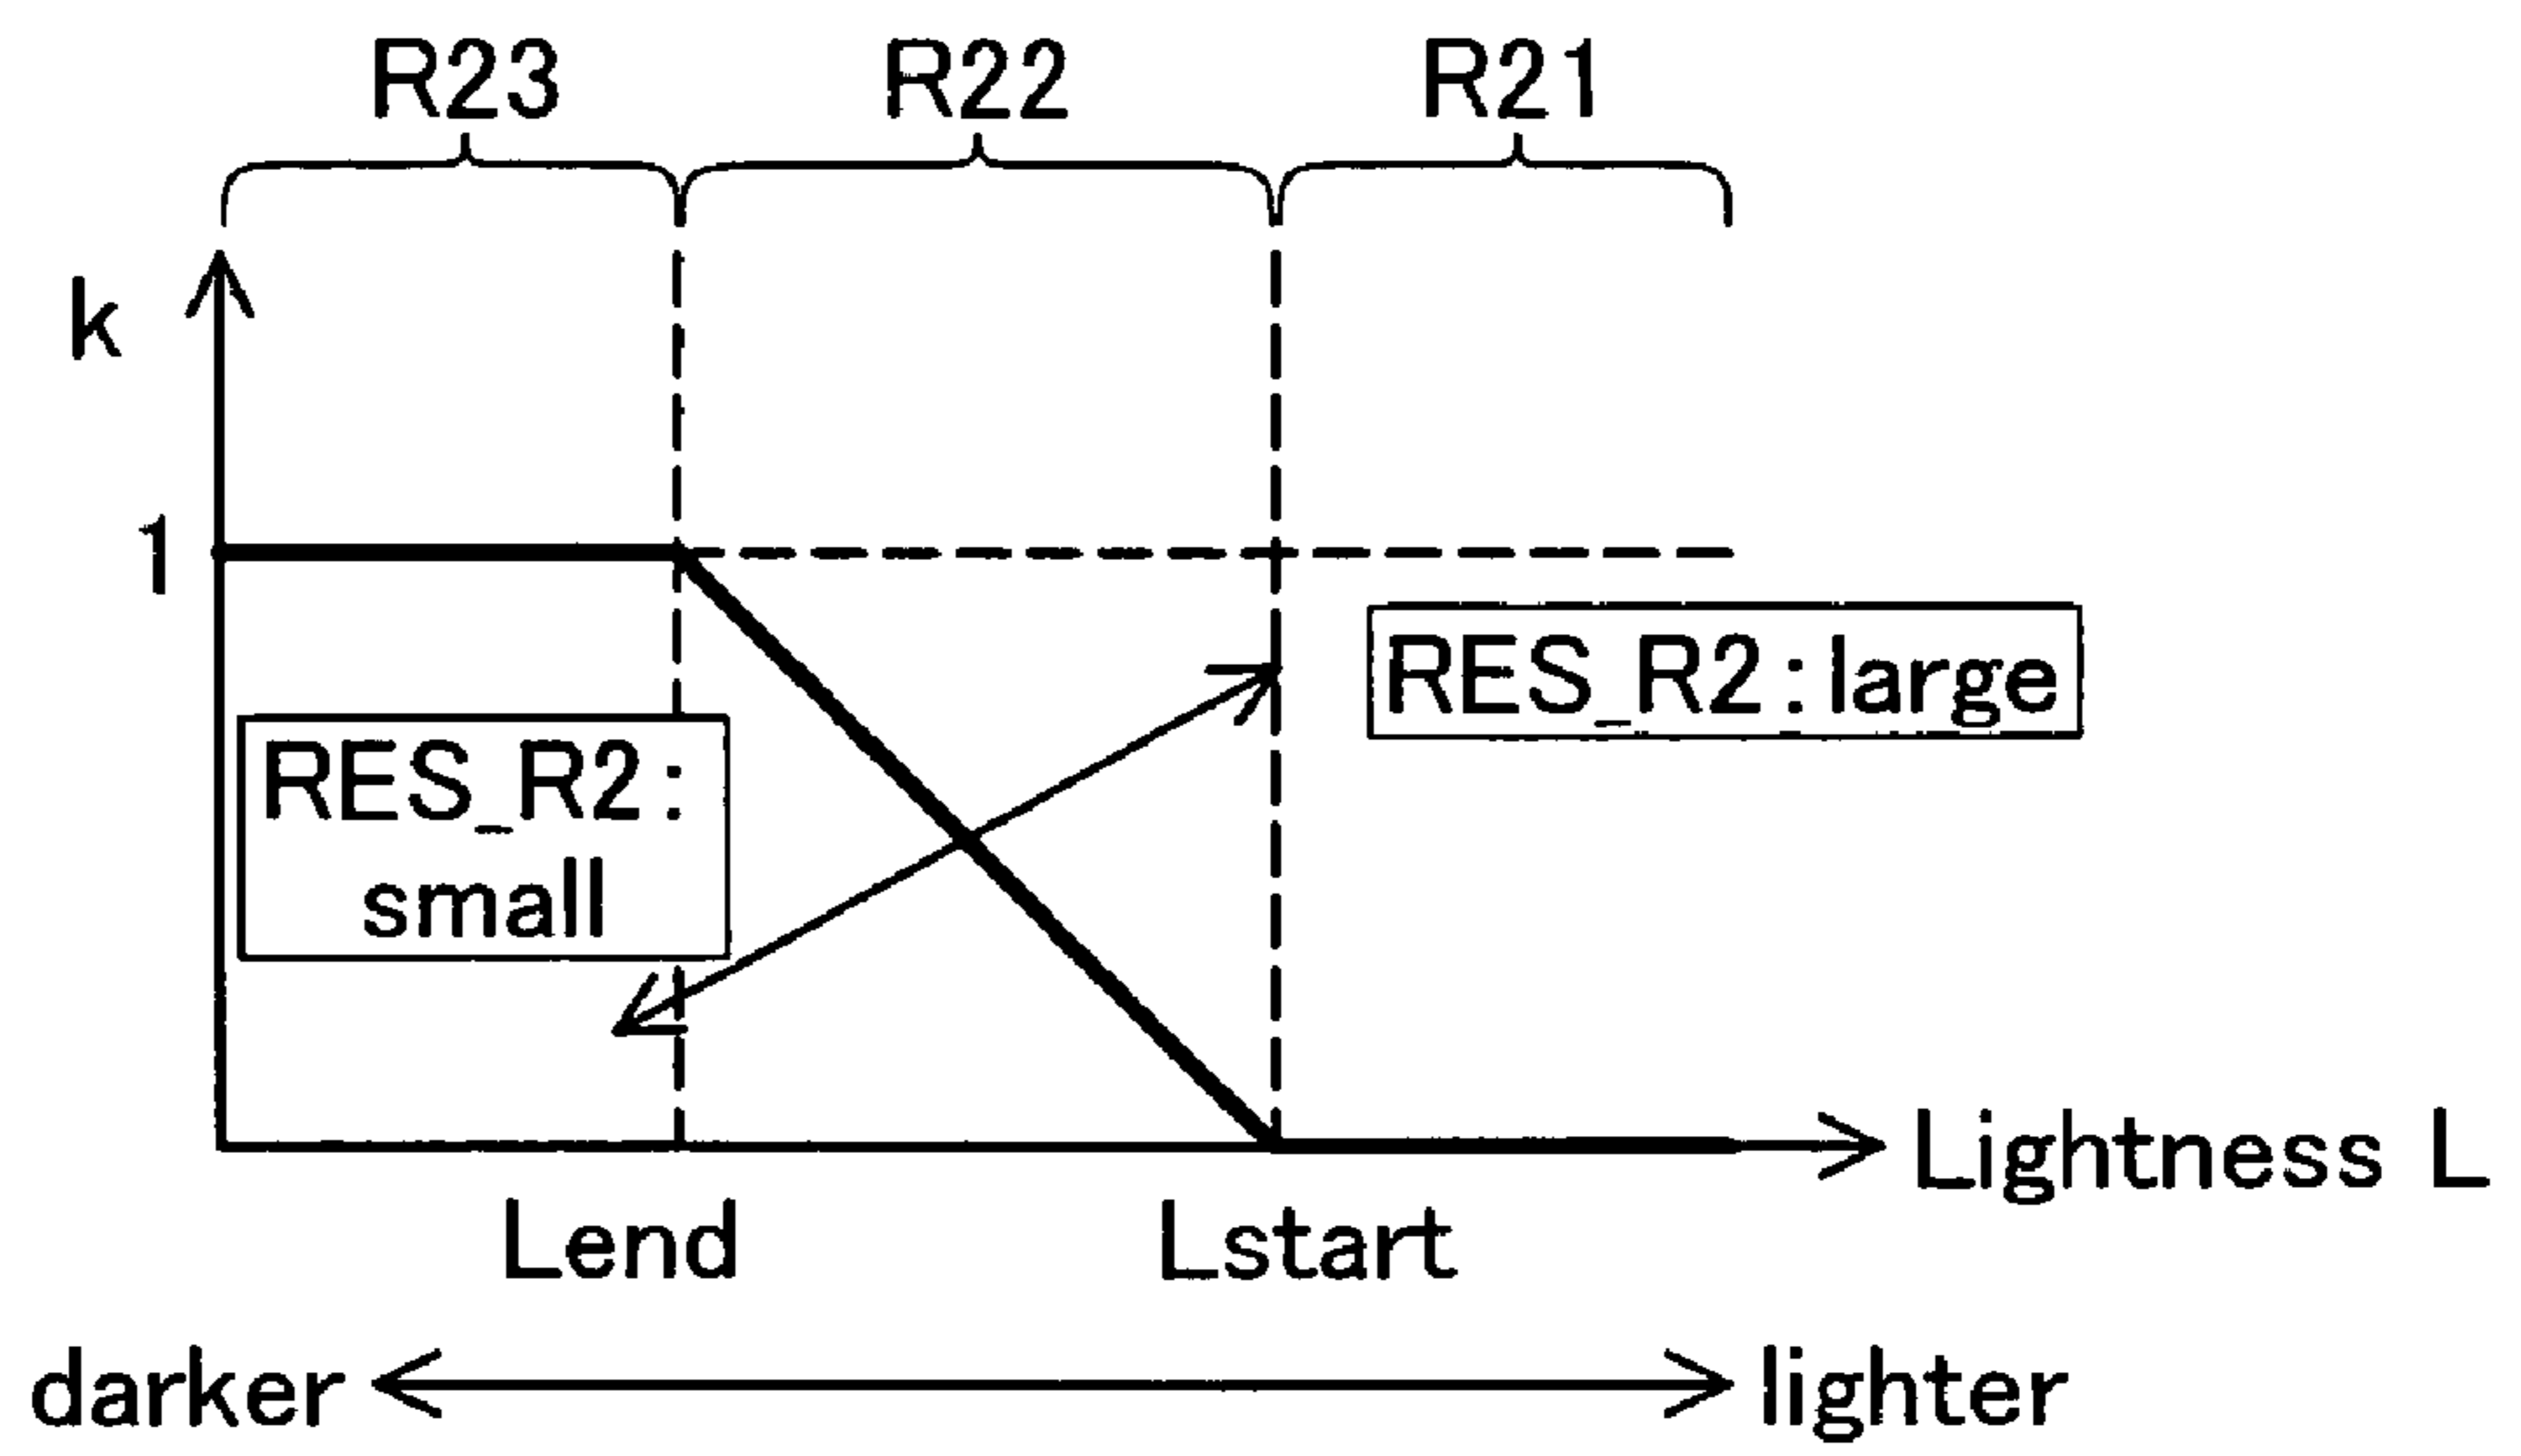 R23 R22 R21
k
1
RES_R2:large
RES_R2:
small
Lightness L
Lend Lstart
darker lighter